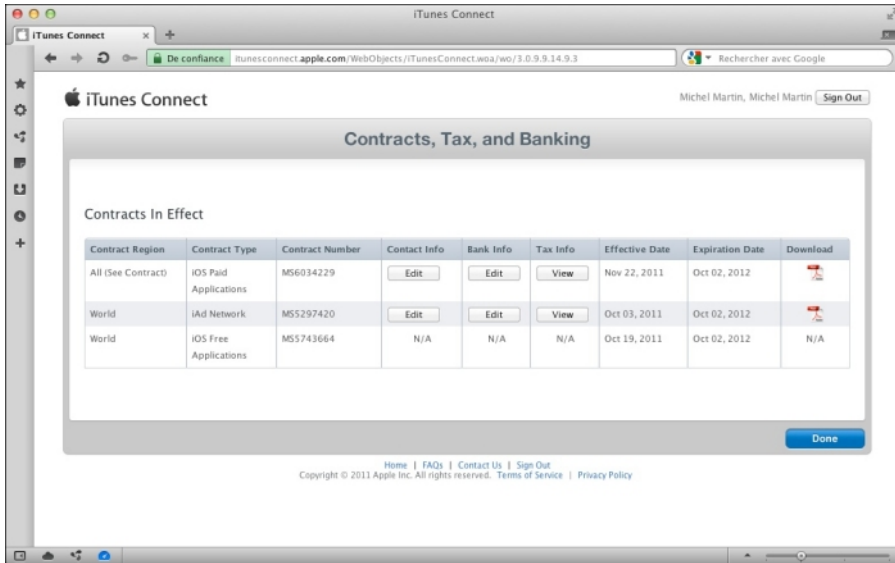 iTunes Connect
iTunes Connect
De confiance itunesconnect.apple.com/WebObjects/iTunesConnect.woa/wo/3.0.9.9.14.9.3 Rechercher avec Google
iTunes Connect Michel Martin, Michel Martin Sign Out
Contracts, Tax, and Banking
Contracts In Effect
Contract Region Contract Type Contract Number Contact Info Bank Info Tax Info Effective Date Expiration Date Download
All (See Contract) iOS Paid MS6034229 Edit Edit View Nov 22, 2011 Oct 02, 2012
Applications
World iAd Network MS5297420 Edit Edit View Oct 03, 2011 Oct 02, 2012
World iOS Free MS5743664 N/A N/A N/A Oct 19, 2011 Oct 02, 2012 N/A
Applications
Done
Home | FAQs | Contact Us | Sign Out
Copyright © 2011 Apple Inc. All rights reserved. Terms of Service | Privacy Policy